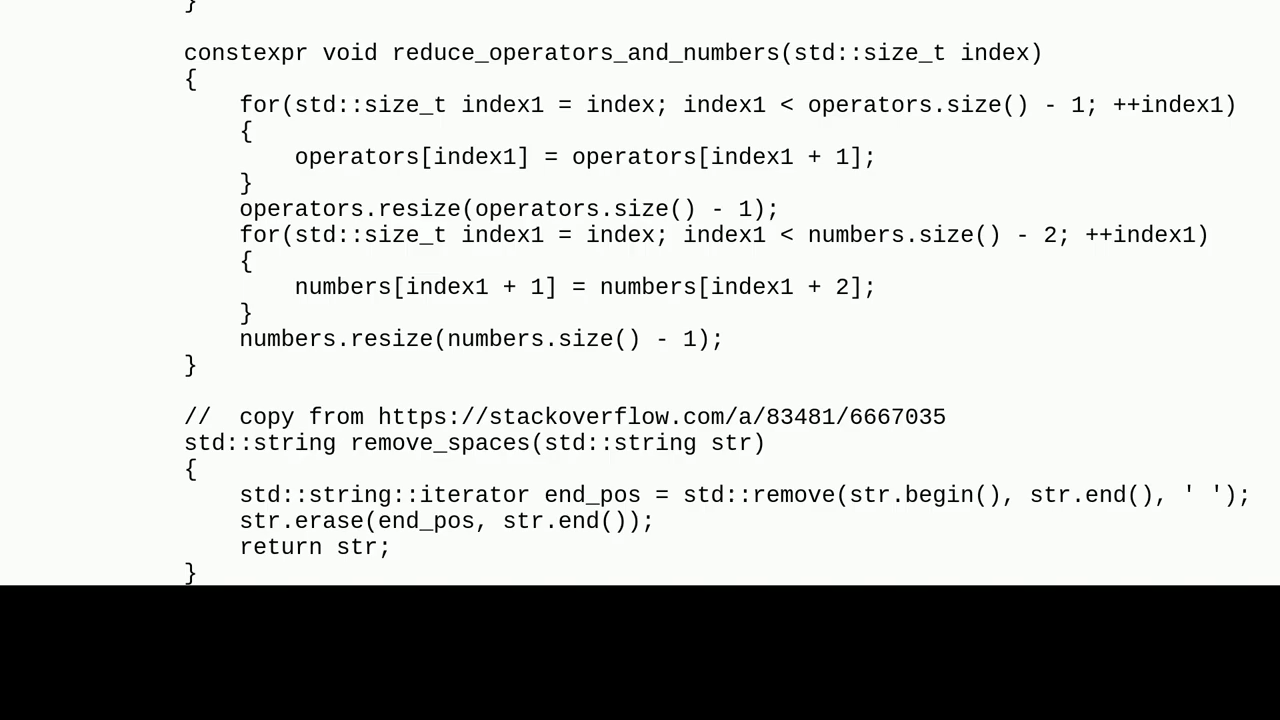 }
constexpr void reduce_operators_and_numbers(std::size_t index)
{
for(std::size_t index1 = index; index1 < operators.size() - 1; ++index1)
{
operators[index1] = operators[index1 + 1];
}
operators.resize(operators.size() - 1);
for(std::size_t index1 = index; index1 < numbers.size() - 2; ++index1)
{
numbers[index1 + 1] = numbers[index1 + 2];
}
numbers.resize(numbers.size() - 1);
}
//  copy from https://stackoverflow.com/a/83481/6667035
std::string remove_spaces(std::string str)
{
std::string::iterator end_pos = std::remove(str.begin(), str.end(), ' ');
str.erase(end_pos, str.end());
return str;
}